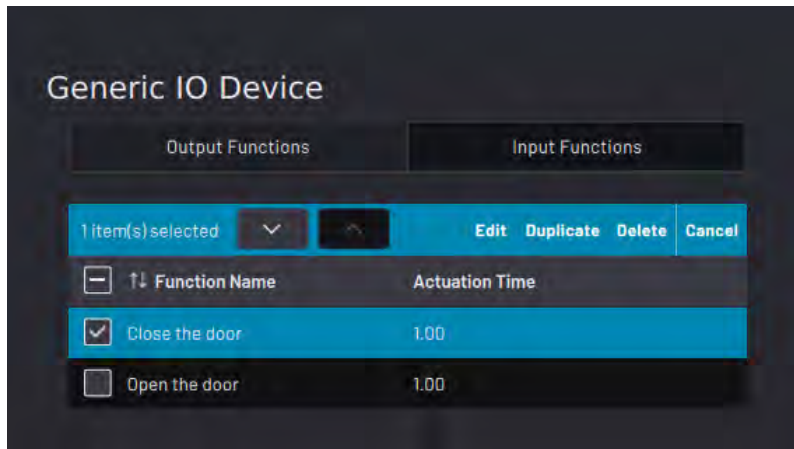 Generic IO Device
Output Functions Input Functions
1 item(s) selected Edit Duplicate Delete Cancel
Function Name Actuation Time
Close the door 1.00
Open the door 1.00